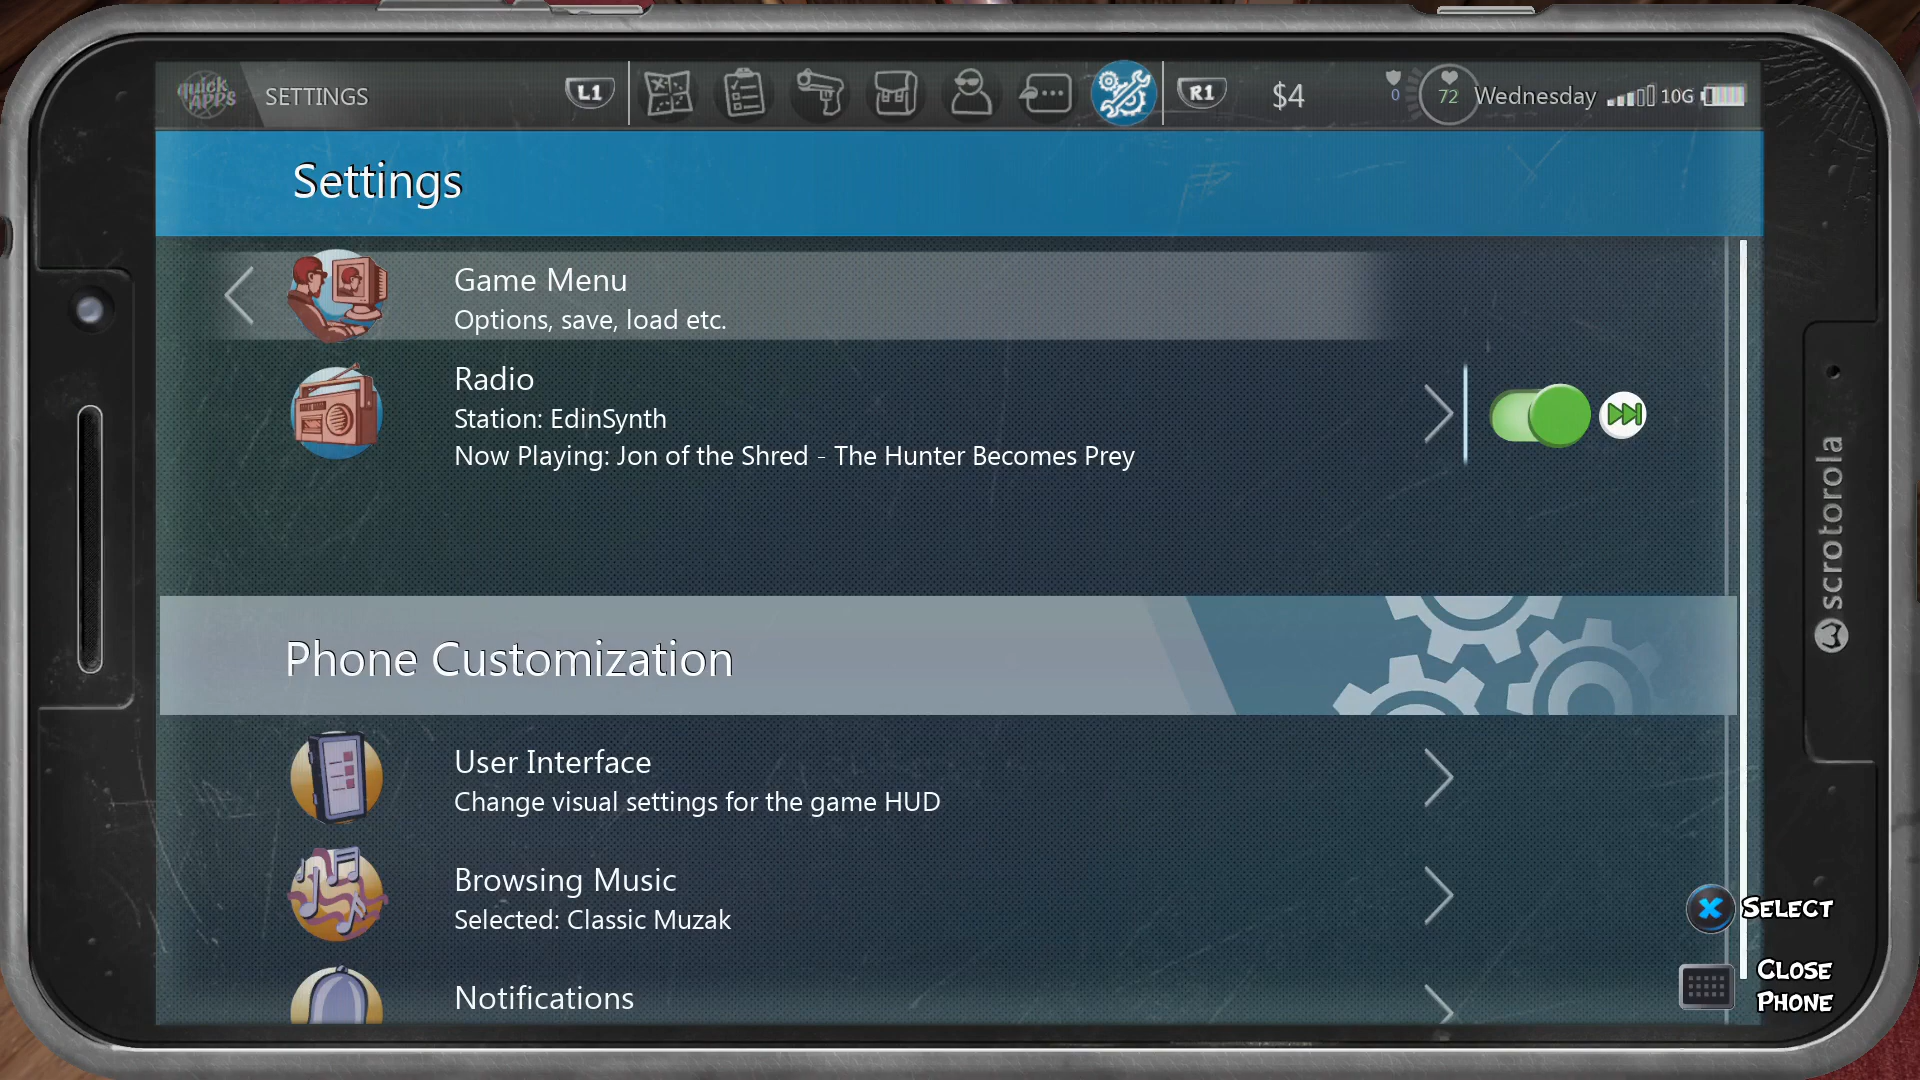 quick APPS
SETTINGS
L1
R1
$4
0
72
Wednesday
10G
Settings
Game Menu
Options, save, load etc.
Radio
Station: EdinSynth
Now Playing: Jon of the Shred - The Hunter Becomes Prey
Phone Customization
User Interface
Change visual settings for the game HUD
Browsing Music
Selected: Classic Muzak
Notifications
SELECT
CLOSE
PHONE
scrotorola